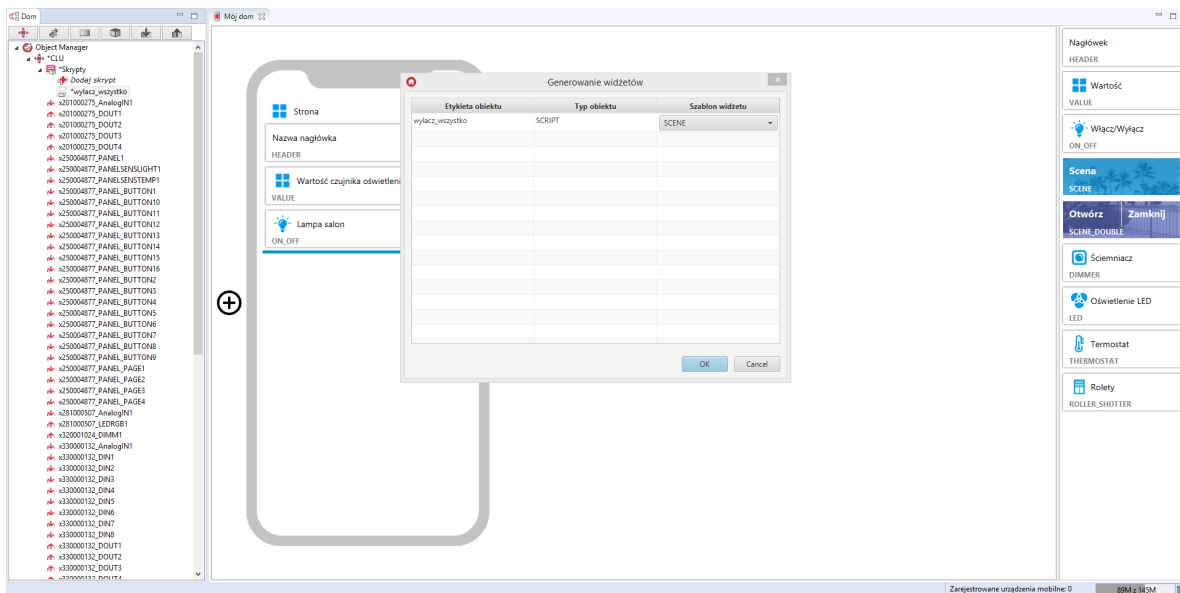 Dom
Mój dom
Object Manager
*CLU
*Skrypty
Dodaj skrypt
*wylacz_wszystko
x201000275_AnalogIN1
x201000275_DOUT1
x201000275_DOUT2
x201000275_DOUT3
x201000275_DOUT4
x250004877_PANEL1
x250004877_PANELSENSLIGHT1
x250004877_PANELSENSTEMP1
x250004877_PANEL_BUTTON1
x250004877_PANEL_BUTTON10
x250004877_PANEL_BUTTON11
x250004877_PANEL_BUTTON12
x250004877_PANEL_BUTTON13
x250004877_PANEL_BUTTON14
x250004877_PANEL_BUTTON15
x250004877_PANEL_BUTTON16
x250004877_PANEL_BUTTON2
x250004877_PANEL_BUTTON3
x250004877_PANEL_BUTTON4
x250004877_PANEL_BUTTON5
x250004877_PANEL_BUTTON6
x250004877_PANEL_BUTTON7
x250004877_PANEL_BUTTON8
x250004877_PANEL_BUTTON9
x250004877_PANEL_PAGE1
x250004877_PANEL_PAGE2
x250004877_PANEL_PAGE3
x250004877_PANEL_PAGE4
x281000507_AnalogIN1
x281000507_LEDRGB1
x320001024_DIMM1
x330000132_AnalogIN1
x330000132_DIN1
x330000132_DIN2
x330000132_DIN3
x330000132_DIN4
x330000132_DIN5
x330000132_DIN6
x330000132_DIN7
x330000132_DIN8
x330000132_DOUT1
x330000132_DOUT2
x330000132_DOUT3
x330000132_DOUT4
Strona
Nazwa nagłówka
HEADER
Wartość czujnika oświetleni
VALUE
Lampa salon
ON_OFF
Generowanie widżetów
Etykieta obiektu Typ obiektu Szablon widżetu
wylacz_wszystko SCRIPT SCENE
OK Cancel
Nagłówek
HEADER
Wartość
VALUE
Włącz/Wyłącz
ON_OFF
Scena
SCENE
Otwórz Zamknij
SCENE_DOUBLE
Ściemniacz
DIMMER
Oświetlenie LED
LED
Termostat
THERMOSTAT
Rolety
ROLLER_SHUTTER
Zarejestrowane urządzenia mobilne: 0 89M z 145M